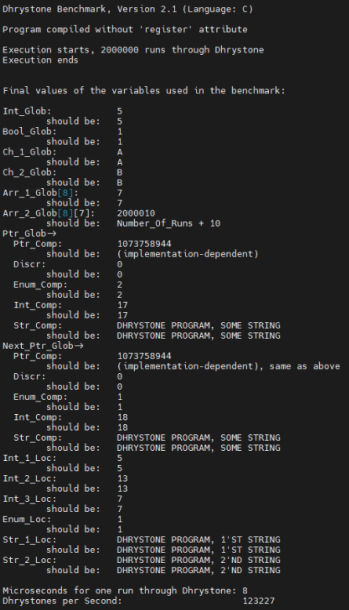 Dhrystone Benchmark, Version 2.1 (Language: C)
Program compiled without 'register' attribute
Execution starts, 2000000 runs through Dhrystone
Execution ends
Final values of the variables used in the benchmark:
Int_Glob: 5
should be: 5
Bool_Glob: 1
should be: 1
Ch_1_Glob: A
should be: A
Ch_2_Glob: B
should be: B
Arr_1_Glob[8]: 7
should be: 7
Arr_2_Glob[8][7]: 2000010
should be: Number_Of_Runs + 10
Ptr_Glob->
Ptr_Comp: 1073758944
should be: (implementation-dependent)
Discr: 0
should be: 0
Enum_Comp: 2
should be: 2
Int_Comp: 17
should be: 17
Str_Comp: DHRYSTONE PROGRAM, SOME STRING
should be: DHRYSTONE PROGRAM, SOME STRING
Next_Ptr_Glob->
Ptr_Comp: 1073758944
should be: (implementation-dependent), same as above
Discr: 0
should be: 0
Enum_Comp: 1
should be: 1
Int_Comp: 18
should be: 18
Str_Comp: DHRYSTONE PROGRAM, SOME STRING
should be: DHRYSTONE PROGRAM, SOME STRING
Int_1_Loc: 5
should be: 5
Int_2_Loc: 13
should be: 13
Int_3_Loc: 7
should be: 7
Enum_Loc: 1
should be: 1
Str_1_Loc: DHRYSTONE PROGRAM, 1'ST STRING
should be: DHRYSTONE PROGRAM, 1'ST STRING
Str_2_Loc: DHRYSTONE PROGRAM, 2'ND STRING
should be: DHRYSTONE PROGRAM, 2'ND STRING
Microseconds for one run through Dhrystone: 8
Dhrystones per Second: 123227